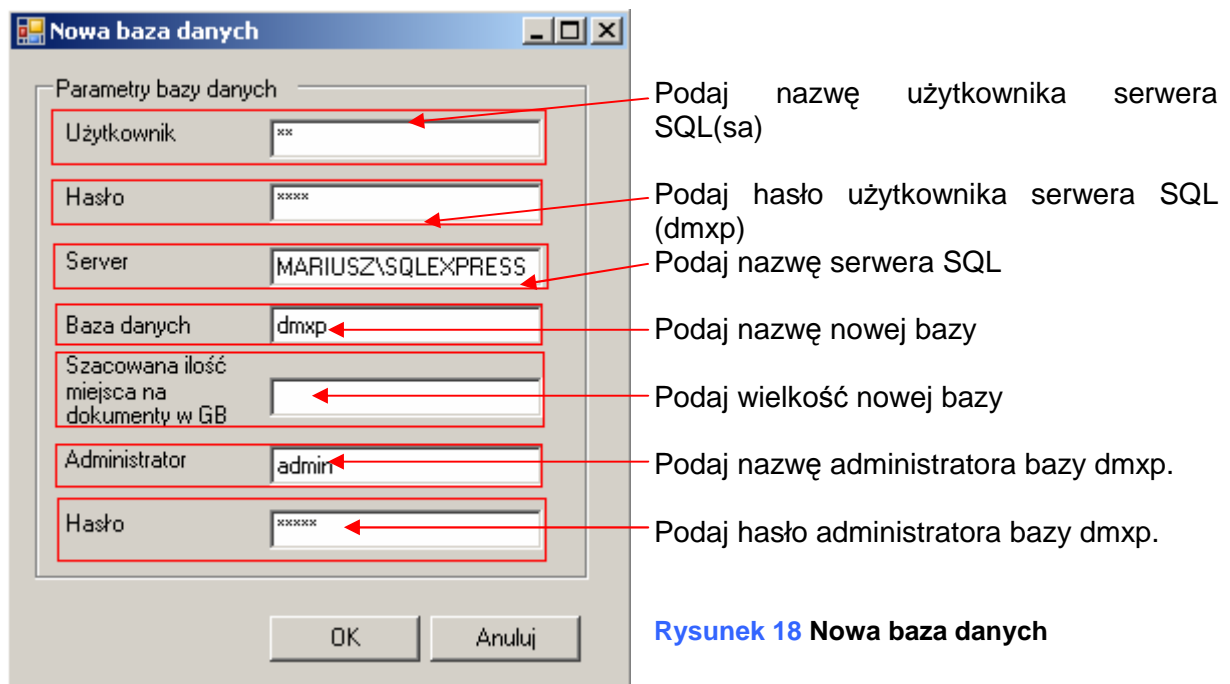 Nowa baza danych
Parametry bazy danych
Użytkownik
**
Podaj nazwę użytkownika serwera
SQL(sa)
Hasło
****
Podaj hasło użytkownika serwera SQL
(dmxp)
Server
MARIUSZ\SQLEXPRESS
Podaj nazwę serwera SQL
Baza danych
dmxp
Podaj nazwę nowej bazy
Szacowana ilość
miejsca na
dokumenty w GB
Podaj wielkość nowej bazy
Administrator
admin
Podaj nazwę administratora bazy dmxp.
Hasło
*****
Podaj hasło administratora bazy dmxp.
OK
Anuluj
Rysunek 18 Nowa baza danych